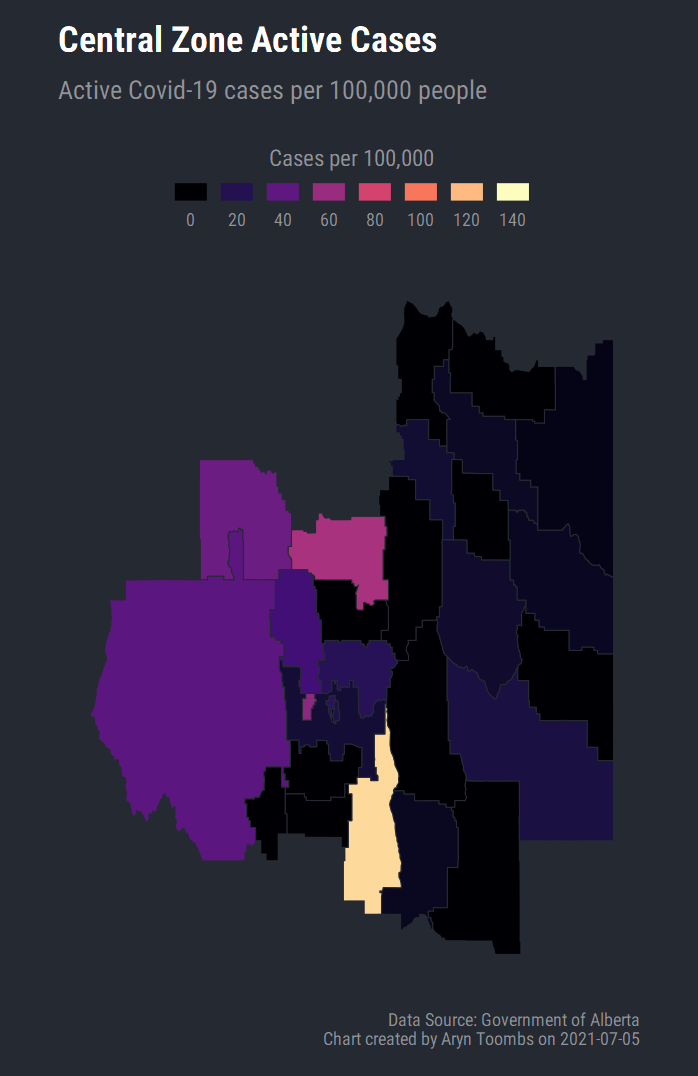 Central Zone Active Cases
Active Covid-19 cases per 100,000 people
Cases per 100,000
0 20 40 60 80 100 120 140
Data Source: Government of Alberta
Chart created by Aryn Toombs on 2021-07-05